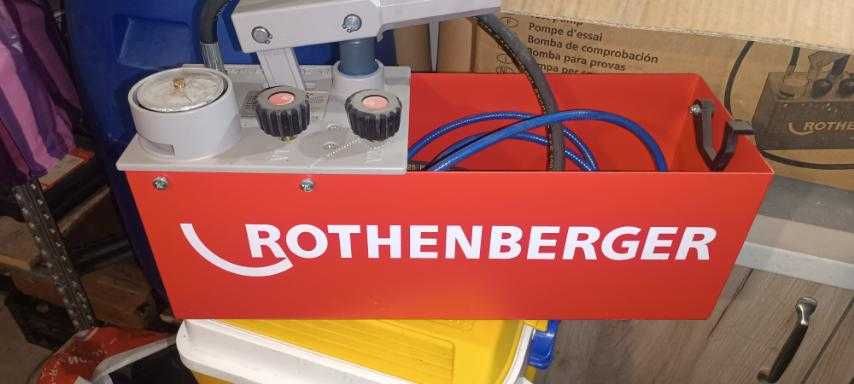 Pompe d'essai
Bomba de comprobación
Bomba para provas
ROTHENBERGER
ROTHE